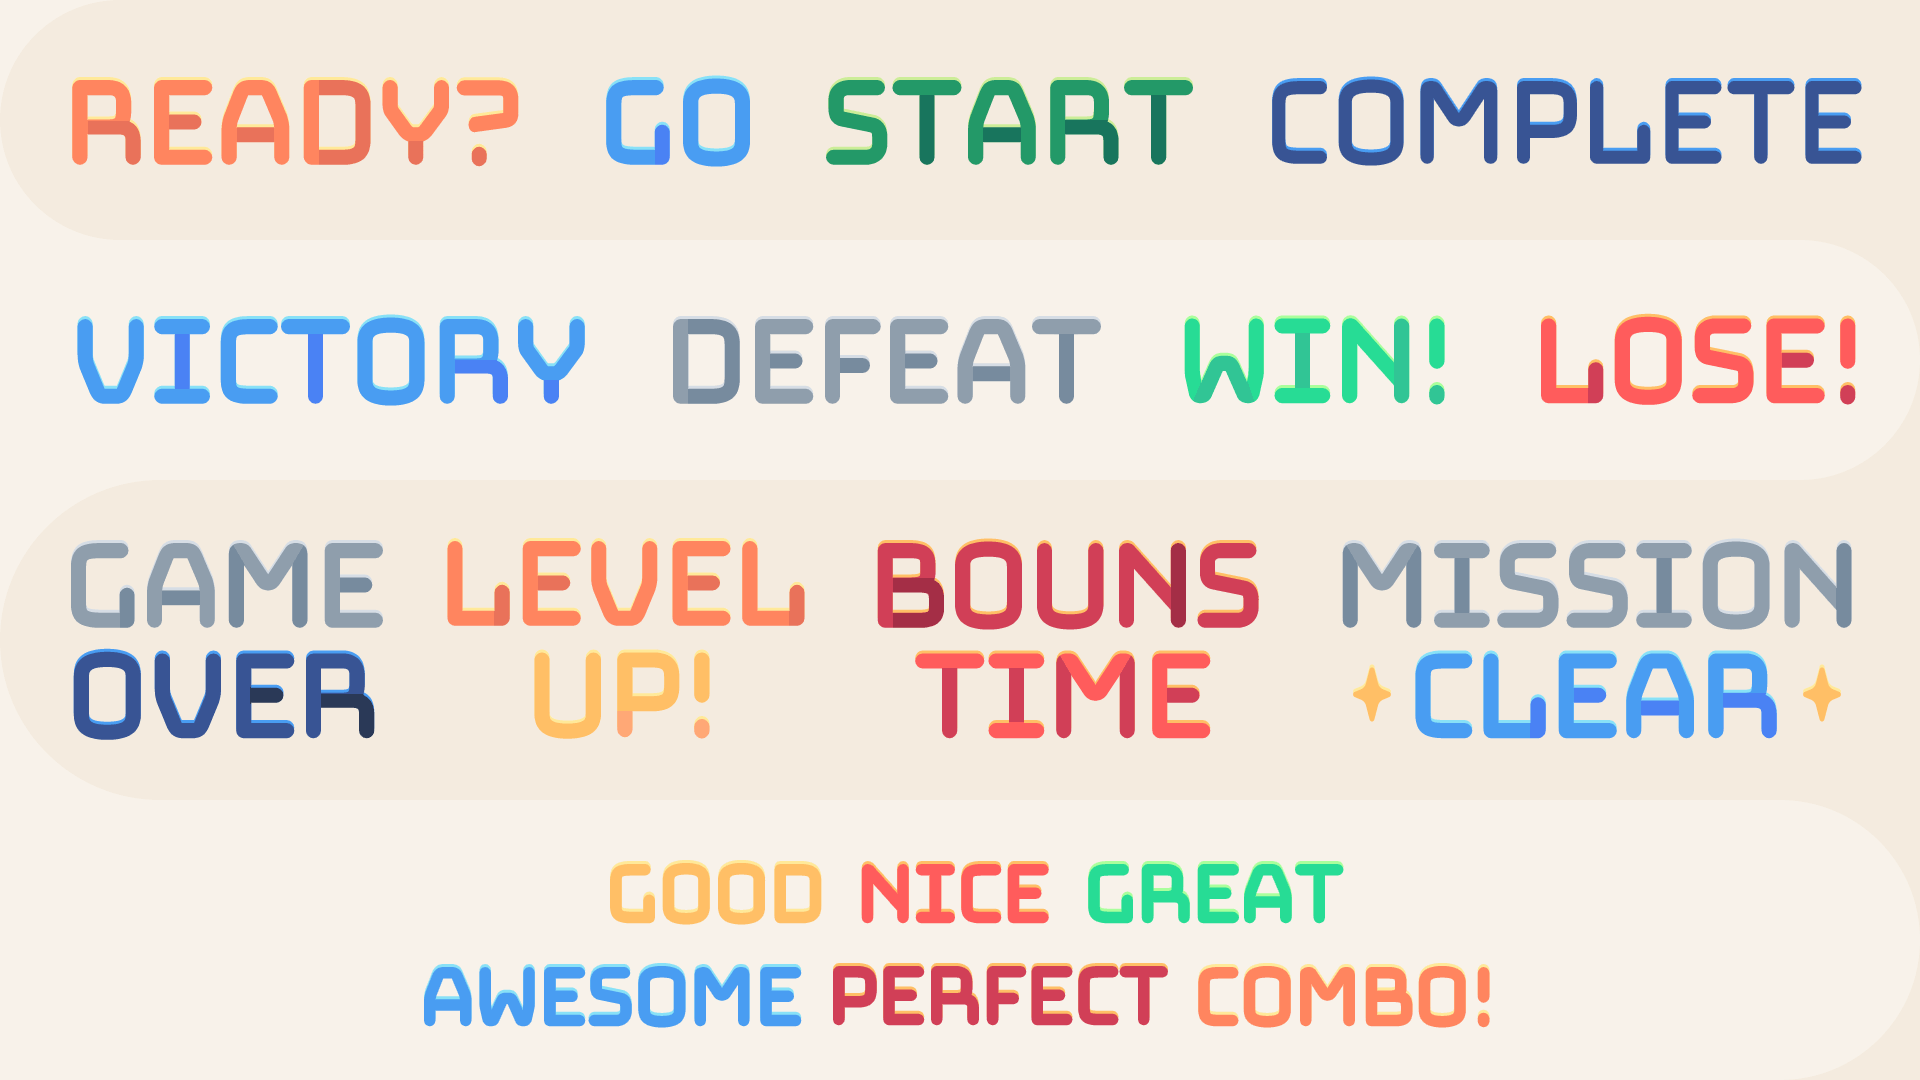 READY? GO START COMPLETE
VICTORY DEFEAT WIN! LOSE!
GAME LEVEL BOUNS MISSION
OVER UP! TIME CLEAR
GOOD NICE GREAT
AWESOME PERFECT COMBO!